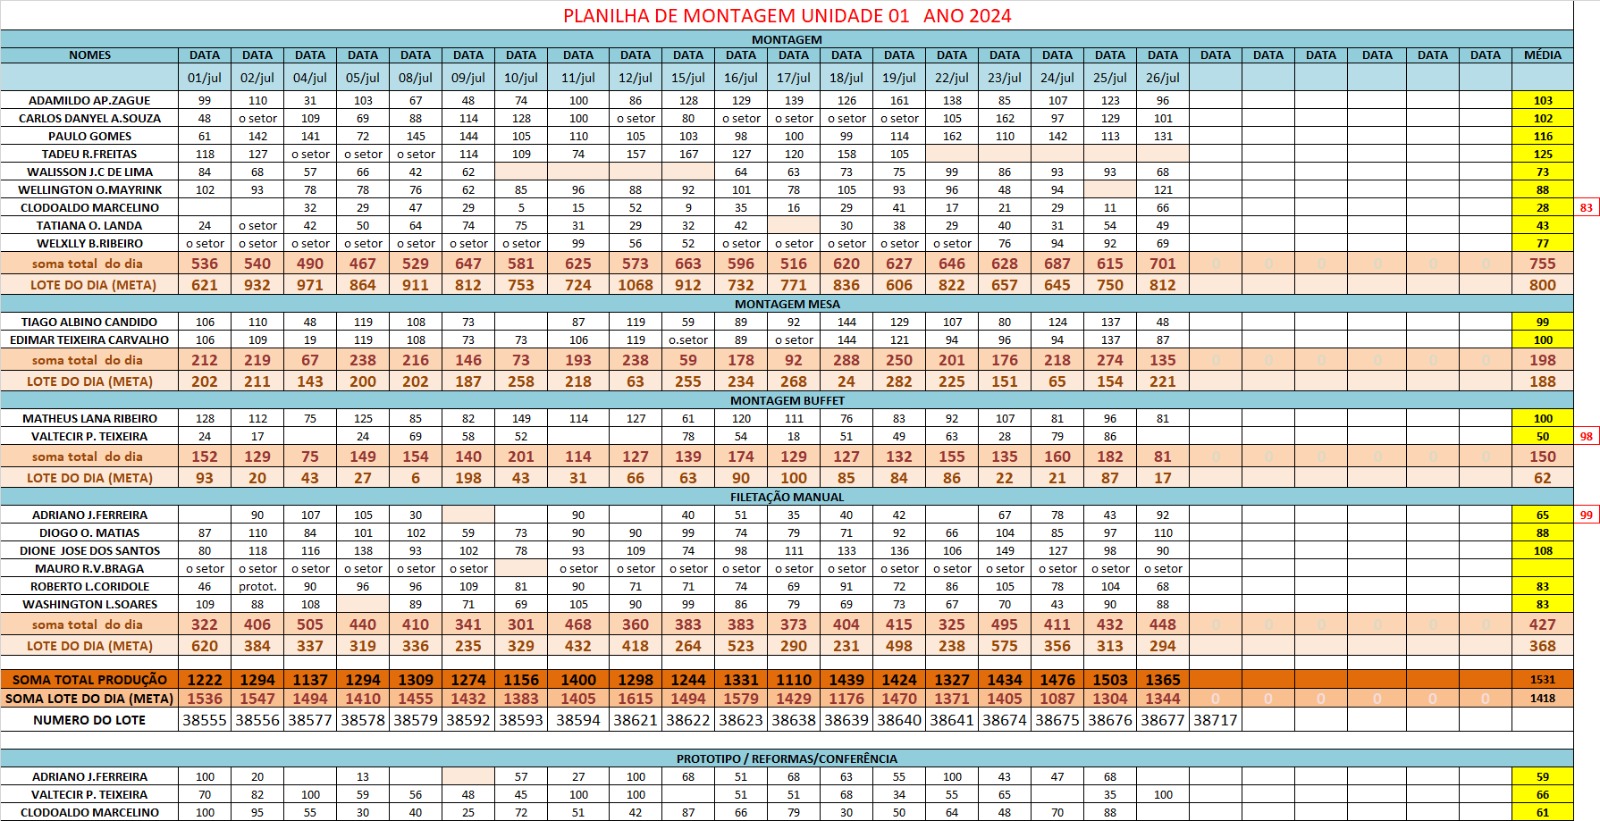 PLANILHA DE MONTAGEM UNIDADE 01 ANO 2024
MONTAGEM
NOMES DATA DATA DATA DATA DATA DATA DATA DATA DATA DATA DATA DATA DATA DATA DATA DATA DATA DATA DATA DATA DATA DATA DATA DATA DATA MÉDIA
01/jul 02/jul 04/jul 05/jul 08/jul 09/jul 10/jul 11/jul 12/jul 15/jul 16/jul 17/jul 18/jul 19/jul 22/jul 23/jul 24/jul 25/jul 26/jul
ADAMILDO AP.ZAGUE 99 110 31 103 67 48 74 100 86 128 129 139 126 161 138 85 107 123 96 103
CARLOS DANYEL A.SOUZA 48 o setor 109 69 88 114 128 100 o setor 80 o setor o setor o setor o setor 105 162 97 129 101 102
PAULO GOMES 61 142 141 72 145 144 105 110 105 103 98 100 99 114 162 110 142 113 131 116
TADEU R.FREITAS 118 127 o setor o setor o setor 114 109 74 157 167 127 120 158 105 125
WALISSON J.C DE LIMA 84 68 57 66 42 62 64 63 73 75 99 86 93 93 68 73
WELLINGTON O.MAYRINK 102 93 78 78 76 62 85 96 88 92 101 78 105 93 96 48 94 121 88
CLODOALDO MARCELINO 32 29 47 29 5 15 52 9 35 16 29 41 17 21 29 11 66 28 83
TATIANA O. LANDA 24 o setor 42 50 64 74 75 31 29 32 42 30 38 29 40 31 54 49 43
WELXLLY B.RIBEIRO o setor o setor o setor o setor o setor o setor o setor 99 56 52 o setor o setor o setor o setor o setor 76 94 92 69 77
soma total do dia 536 540 490 467 529 647 581 625 573 663 596 516 620 627 646 628 687 615 701 0 0 0 0 0 0 755
LOTE DO DIA (META) 621 932 971 864 911 812 753 724 1068 912 732 771 836 606 822 657 645 750 812 800
MONTAGEM MESA
TIAGO ALBINO CANDIDO 106 110 48 119 108 73 87 119 59 89 92 144 129 107 80 124 137 48 99
EDIMAR TEIXEIRA CARVALHO 106 109 19 119 108 73 73 106 119 o.setor 89 o setor 144 121 94 96 94 137 87 100
soma total do dia 212 219 67 238 216 146 73 193 238 59 178 92 288 250 201 176 218 274 135 0 0 0 0 0 0 198
LOTE DO DIA (META) 202 211 143 200 202 187 258 218 63 255 234 268 24 282 225 151 65 154 221 188
MONTAGEM BUFFET
MATHEUS LANA RIBEIRO 128 112 75 125 85 82 149 114 127 61 120 111 76 83 92 107 81 96 81 100
VALTECIR P. TEIXEIRA 24 17 24 69 58 52 78 54 18 51 49 63 28 79 86 50 98
soma total do dia 152 129 75 149 154 140 201 114 127 139 174 129 127 132 155 135 160 182 81 0 0 0 0 0 0 150
LOTE DO DIA (META) 93 20 43 27 6 198 43 31 66 63 90 100 85 84 86 22 21 87 17 62
FILETAÇÃO MANUAL
ADRIANO J.FERREIRA 90 107 105 30 90 40 51 35 40 42 67 78 43 92 65 99
DIOGO O. MATIAS 87 110 84 101 102 59 73 90 90 99 74 79 71 92 66 104 85 97 110 88
DIONE JOSE DOS SANTOS 80 118 116 138 93 102 78 93 109 74 98 111 133 136 106 149 127 98 90 108
MAURO R.V.BRAGA o setor o setor o setor o setor o setor o setor o setor o setor o setor o setor o setor o setor o setor o setor o setor o setor o setor o setor
ROBERTO L.CORIDOLE 46 protot. 90 96 96 109 81 90 71 71 74 69 91 72 86 105 78 104 68 83
WASHINGTON L.SOARES 109 88 108 89 71 69 105 90 99 86 79 69 73 67 70 43 90 88 83
soma total do dia 322 406 505 440 410 341 301 468 360 383 383 373 404 415 325 495 411 432 448 0 0 0 0 0 0 427
LOTE DO DIA (META) 620 384 337 319 336 235 329 432 418 264 523 290 231 498 238 575 356 313 294 368
SOMA TOTAL PRODUÇÃO 1222 1294 1137 1294 1309 1274 1156 1400 1298 1244 1331 1110 1439 1424 1327 1434 1476 1503 1365 1531
SOMA LOTE DO DIA (META) 1536 1547 1494 1410 1455 1432 1383 1405 1615 1494 1579 1429 1176 1470 1371 1405 1087 1304 1344 0 0 0 0 0 0 1418
NUMERO DO LOTE 38555 38556 38577 38578 38579 38592 38593 38594 38621 38622 38623 38638 38639 38640 38641 38674 38675 38676 38677 38717
PROTOTIPO / REFORMAS/CONFERÊNCIA
ADRIANO J.FERREIRA 100 20 13 57 27 100 68 51 68 63 55 100 43 47 68 59
VALTECIR P. TEIXEIRA 70 82 100 59 56 48 45 100 100 51 51 68 34 55 65 35 100 66
CLODOALDO MARCELINO 100 95 55 30 40 25 72 51 42 87 66 79 30 50 64 48 70 88 61